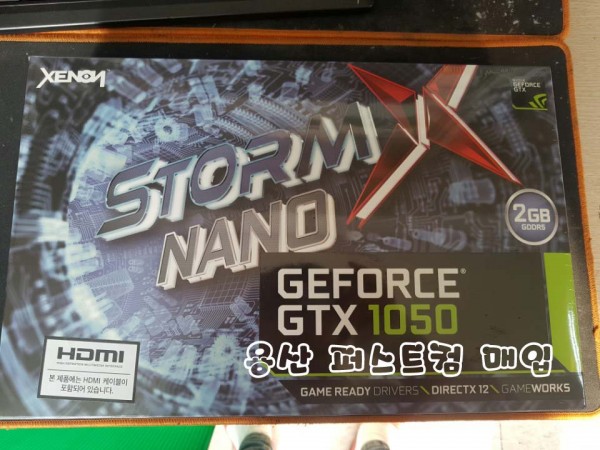 XENON
GEFORCE
GTX
STORM X
NANO
2GB
GDDR5
GEFORCE®
GTX 1050
용산 퍼스트컴 매입
HDMI
본 제품에는 HDMI 케이블이
포함되어 있습니다.
GAME READY DRIVERS \ DIRECTX 12 \ GAMEWORKS